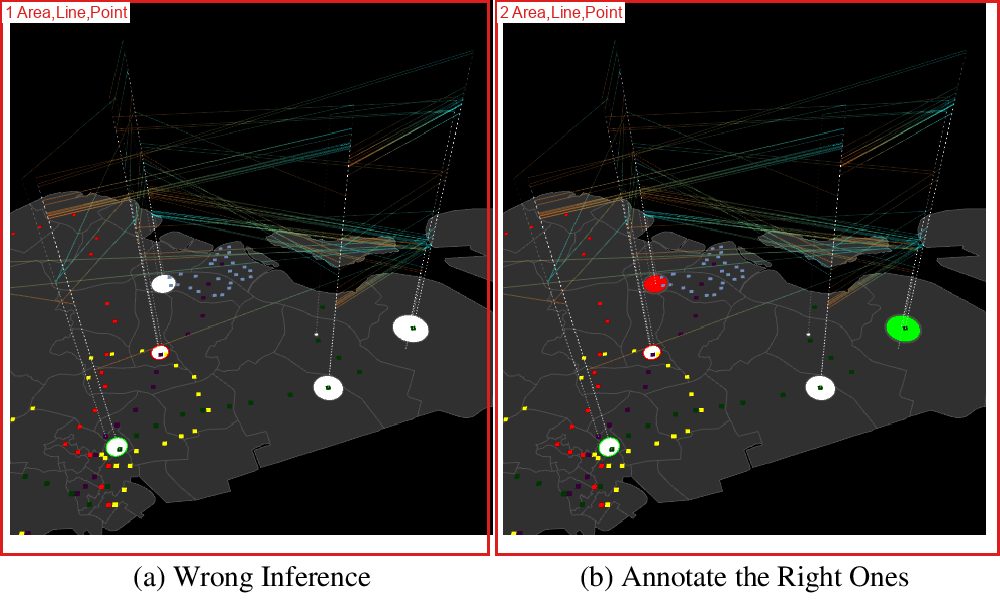 1 Area,Line,Point
2 Area,Line,Point
(a) Wrong Inference
(b) Annotate the Right Ones